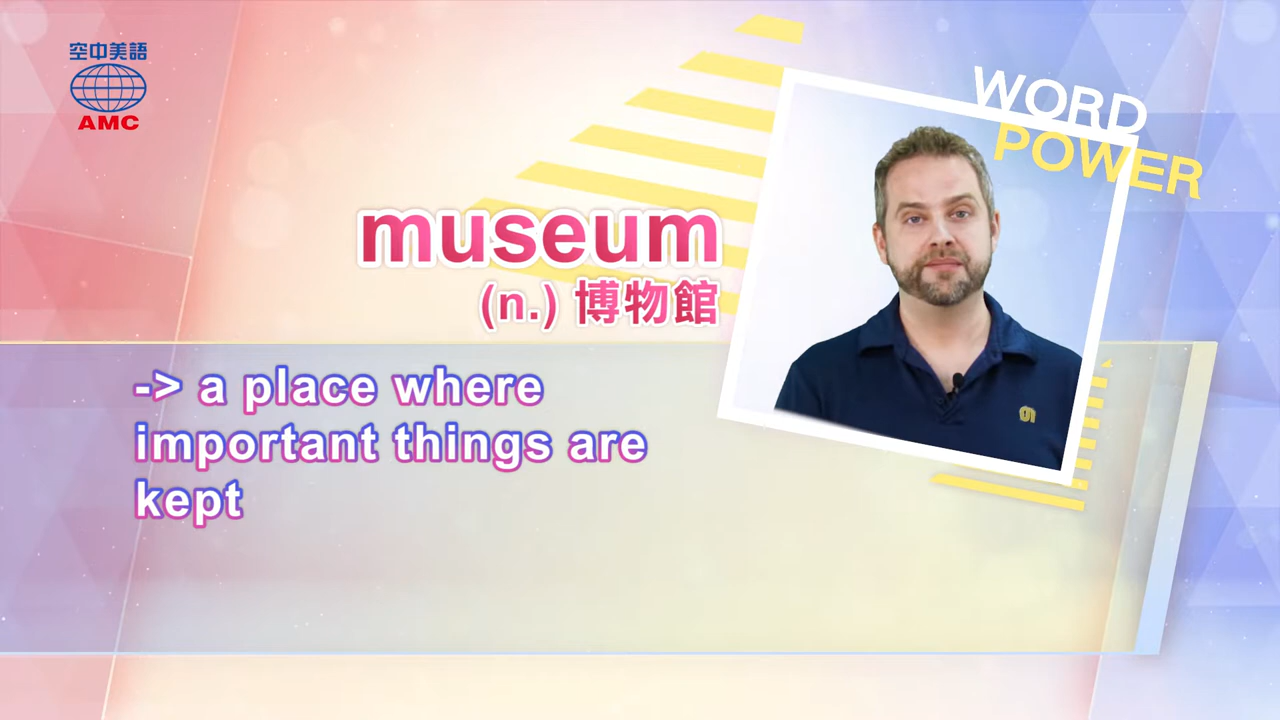 空中美語
AMC
WORD
POWER
museum
(n.) 博物館
-> a place where
important things are
kept